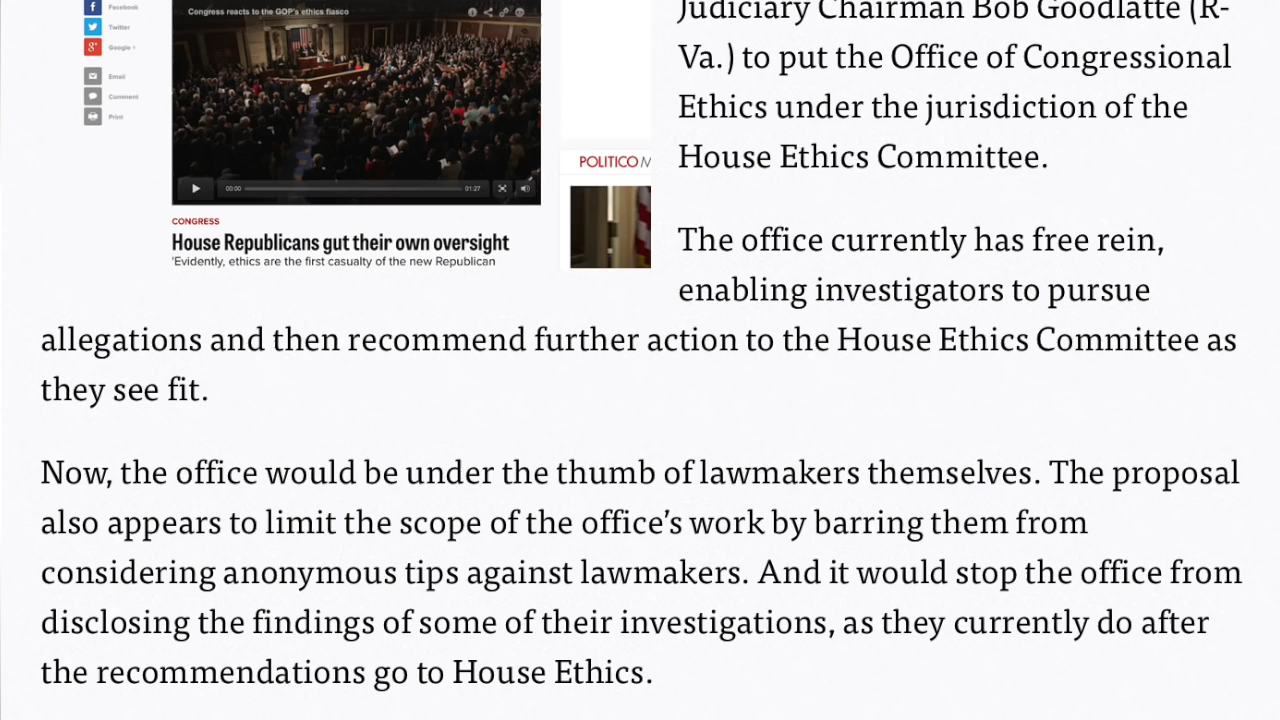 Facebook
Twitter
Google +
Email
Comment
Print
Congress reacts to the GOP's ethics fiasco
00:00
01:27
CONGRESS
House Republicans gut their own oversight
'Evidently, ethics are the first casualty of the new Republican
POLITICO M
Judiciary Chairman Bob Goodlatte (R-
Va.) to put the Office of Congressional
Ethics under the jurisdiction of the
House Ethics Committee.
The office currently has free rein,
enabling investigators to pursue
allegations and then recommend further action to the House Ethics Committee as
they see fit.
Now, the office would be under the thumb of lawmakers themselves. The proposal
also appears to limit the scope of the office’s work by barring them from
considering anonymous tips against lawmakers. And it would stop the office from
disclosing the findings of some of their investigations, as they currently do after
the recommendations go to House Ethics.